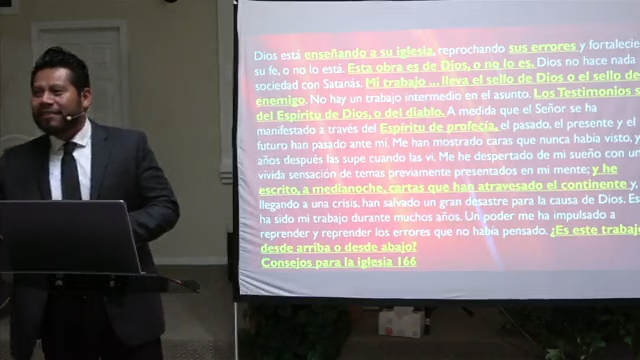 Dios está enseñando a su iglesia, reprochando sus errores y fortalecie
su fe, o no lo está. Esta obra es de Dios, o no lo es. Dios no hace nada
sociedad con Satanás. Mi trabajo ... lleva el sello de Dios o el sello de
enemigo. No hay un trabajo intermedio en el asunto. Los Testimonios s
del Espíritu de Dios, o del diablo. A medida que el Señor se ha
manifestado a través del Espíritu de profecía, el pasado, el presente y el
futuro han pasado ante mí. Me han mostrado caras que nunca había visto, y
años después las supe cuando las vi. Me he despertado de mi sueño con un
vívida sensación de temas previamente presentados en mi mente; y he
escrito, a medianoche, cartas que han atravesado el continente y,
llegando a una crisis, han salvado un gran desastre para la causa de Dios. Es
ha sido mi trabajo durante muchos años. Un poder me ha impulsado a
reprender y reprender los errores que no había pensado. ¿Es este trabajo
desde arriba o desde abajo?
Consejos para la iglesia 166